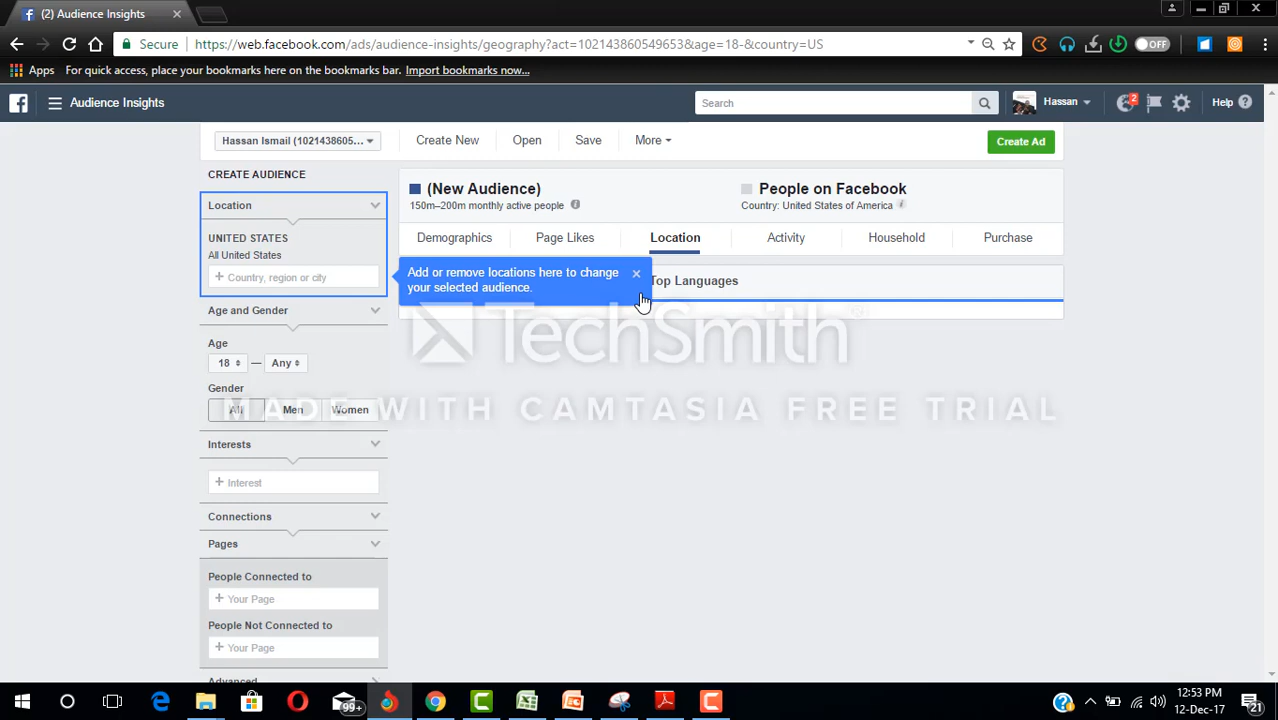 (2) Audience Insights
Secure https://web.facebook.com/ads/audience-insights/geography?act=102143860549653&age=18-&country=US
OFF
Apps For quick access, place your bookmarks here on the bookmarks bar. Import bookmarks now...
Audience Insights
Search
Hassan
2
Help
Hassan Ismail (1021438605...
Create New
Open
Save
More
Create Ad
CREATE AUDIENCE
Location
UNITED STATES
All United States
+ Country, region or city
Age and Gender
Age
18 — Any
Gender
All Men Women
Interests
+ Interest
Connections
Pages
People Connected to
+ Your Page
People Not Connected to
+ Your Page
Advanced
(New Audience)
150m–200m monthly active people
People on Facebook
Country: United States of America
Demographics Page Likes Location Activity Household Purchase
Add or remove locations here to change
your selected audience.
Top Languages
TechSmith
MADE WITH CAMTASIA FREE TRIAL
99+
12:53 PM
12-Dec-17
21